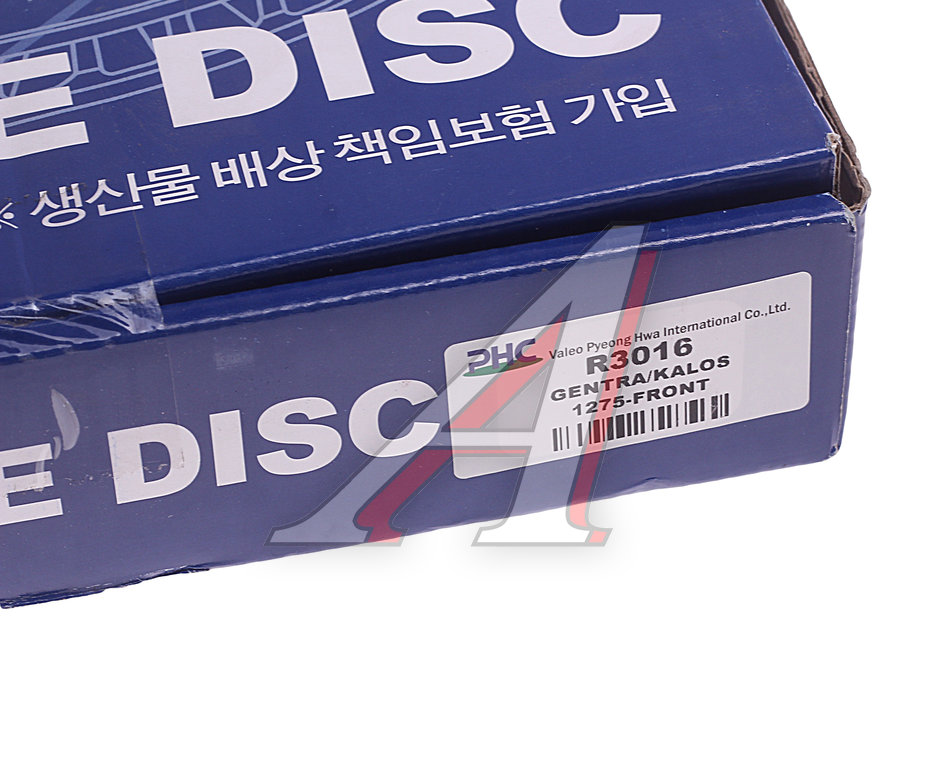 E DISC
※ 생산물 배상 책임보험 가입
E DISC
PHC Valeo Pyeong Hwa International Co.,Ltd.
R3016
GENTRA/KALOS
1275-FRONT
A